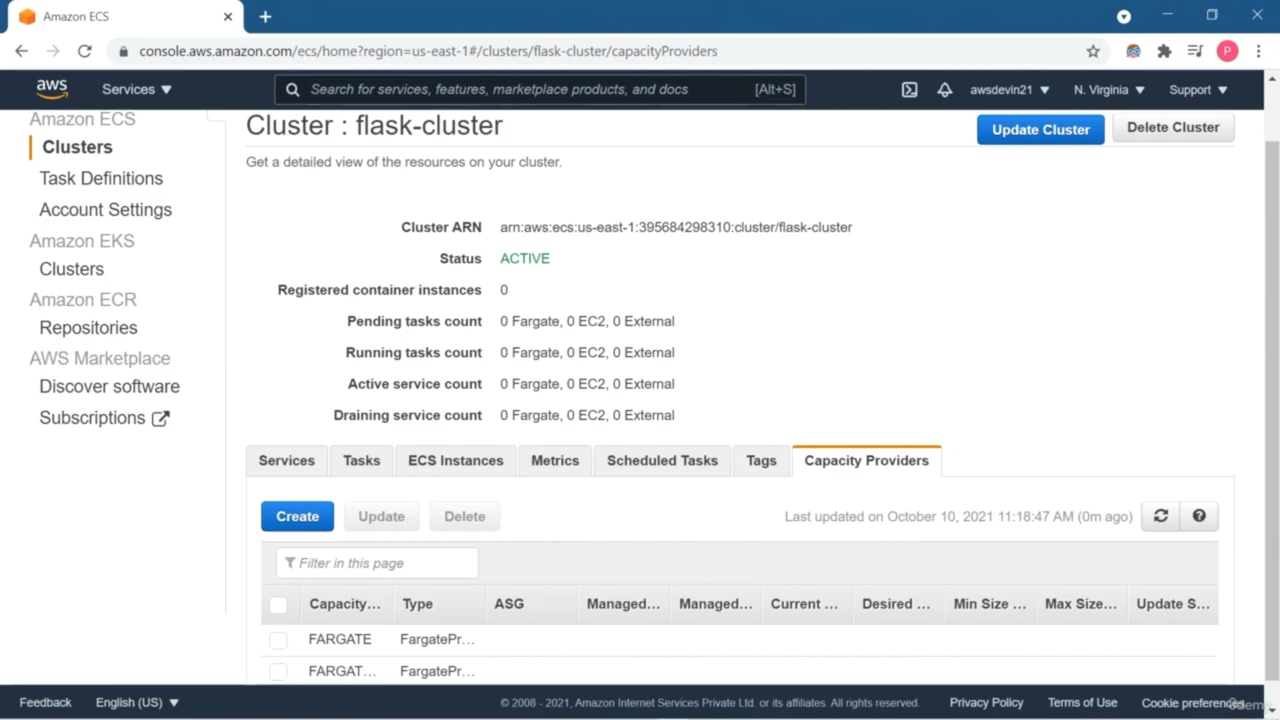 Amazon ECS
console.aws.amazon.com/ecs/home?region=us-east-1#/clusters/flask-cluster/capacityProviders
P
aws
Services
Search for services, features, marketplace products, and docs
[Alt+S]
awsdevin21
N. Virginia
Support
Amazon ECS
Clusters
Task Definitions
Account Settings
Amazon EKS
Clusters
Amazon ECR
Repositories
AWS Marketplace
Discover software
Subscriptions
Cluster : flask-cluster
Update Cluster
Delete Cluster
Get a detailed view of the resources on your cluster.
Cluster ARN arn:aws:ecs:us-east-1:395684298310:cluster/flask-cluster
Status ACTIVE
Registered container instances 0
Pending tasks count 0 Fargate, 0 EC2, 0 External
Running tasks count 0 Fargate, 0 EC2, 0 External
Active service count 0 Fargate, 0 EC2, 0 External
Draining service count 0 Fargate, 0 EC2, 0 External
Services Tasks ECS Instances Metrics Scheduled Tasks Tags Capacity Providers
Create Update Delete Last updated on October 10, 2021 11:18:47 AM (0m ago)
Filter in this page
Capacity... Type ASG Managed... Managed... Current ... Desired ... Min Size ... Max Size... Update S...
FARGATE FargatePr...
FARGAT... FargatePr...
Feedback English (US) © 2008 - 2021, Amazon Internet Services Private Ltd. or its affiliates. All rights reserved. Privacy Policy Terms of Use Cookie preferences